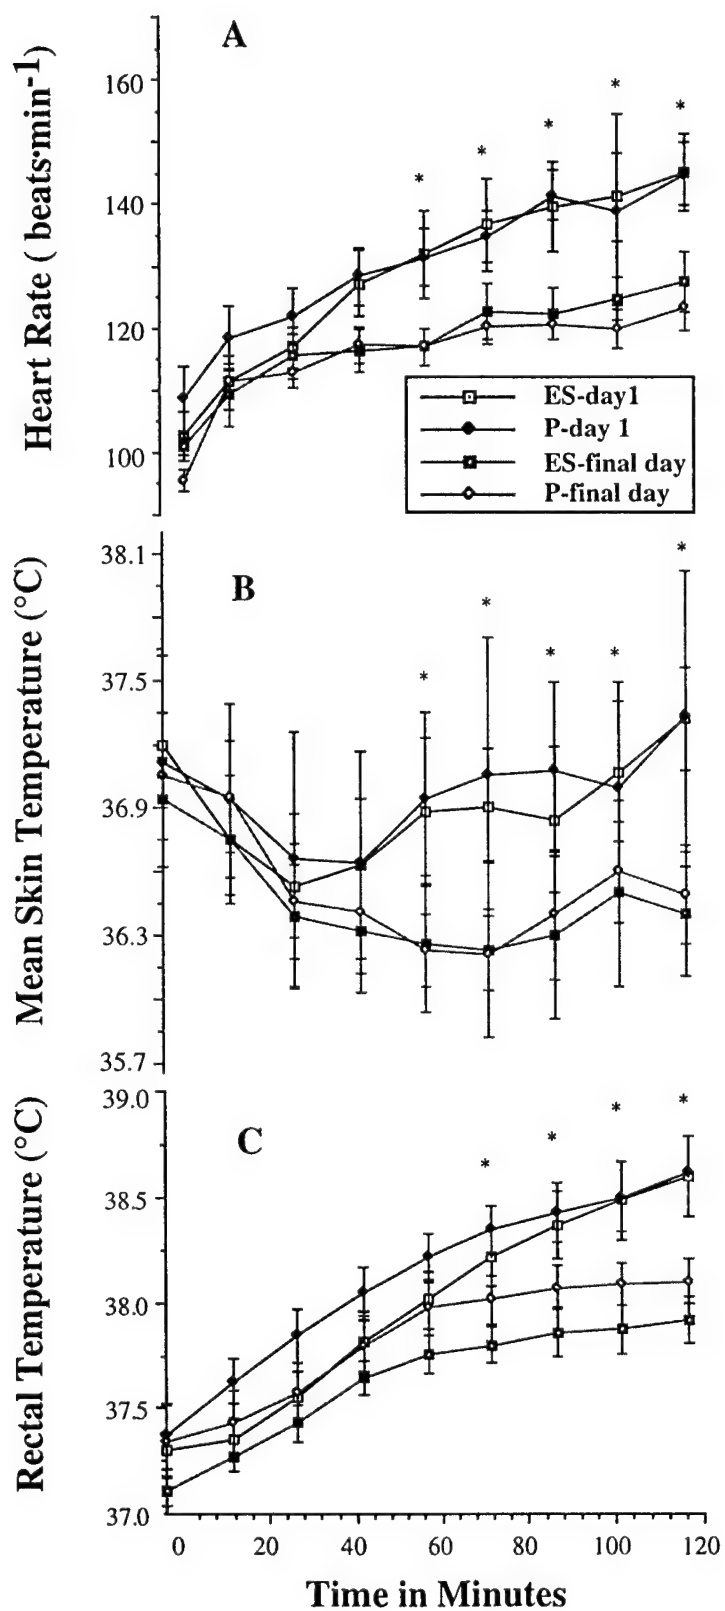 A
Heart Rate ( beats·min-1)
160
*
*
*
*
*
140
120
100
ES-day1
P-day 1
ES-final day
P-final day
B
Mean Skin Temperature (°C)
38.1
*
*
*
*
*
37.5
36.9
36.3
35.7
C
Rectal Temperature (°C)
39.0
*
*
*
*
38.5
38.0
37.5
37.0
0 20 40 60 80 100 120
Time in Minutes